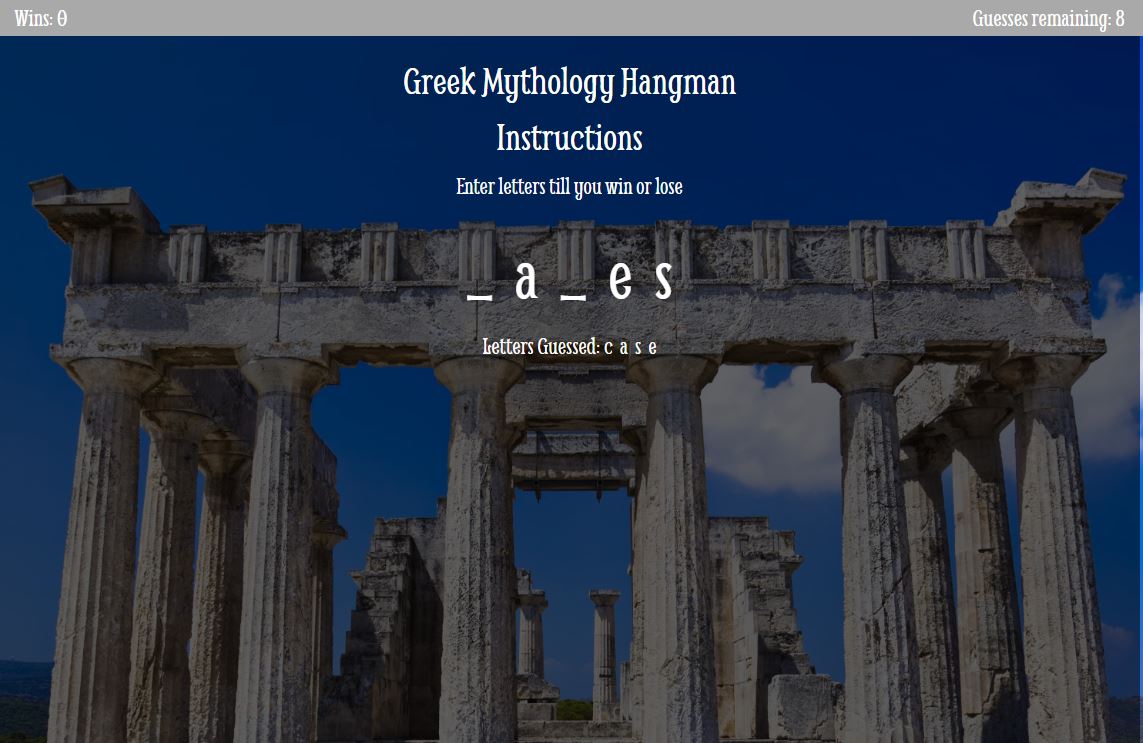 Wins: 0
Guesses remaining: 8
Greek Mythology Hangman
Instructions
Enter letters till you win or lose
_ a _ e s
Letters Guessed: c a s e